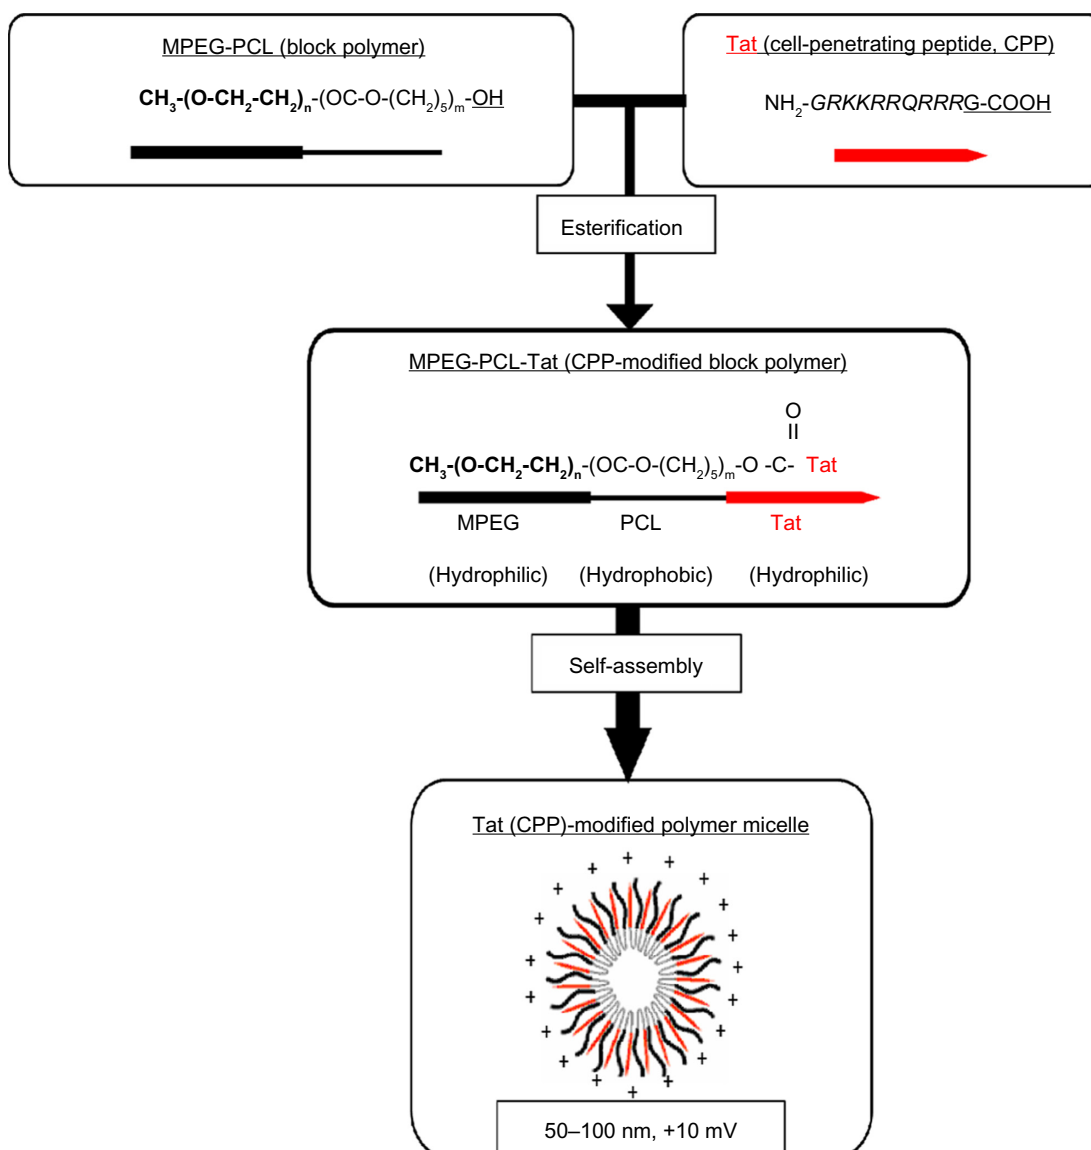 MPEG-PCL (block polymer)
CH₃-(O-CH₂-CH₂)ₙ-(OC-O-(CH₂)₅)ₘ-OH
Tat (cell-penetrating peptide, CPP)
NH₂-GRKKRRQRRRG-COOH
Esterification
MPEG-PCL-Tat (CPP-modified block polymer)
O
||
CH₃-(O-CH₂-CH₂)ₙ-(OC-O-(CH₂)₅)ₘ-O -C- Tat
MPEG PCL Tat
(Hydrophilic) (Hydrophobic) (Hydrophilic)
Self-assembly
Tat (CPP)-modified polymer micelle
+ + + + + + + + + + + + + + + + + + + + +
50–100 nm, +10 mV